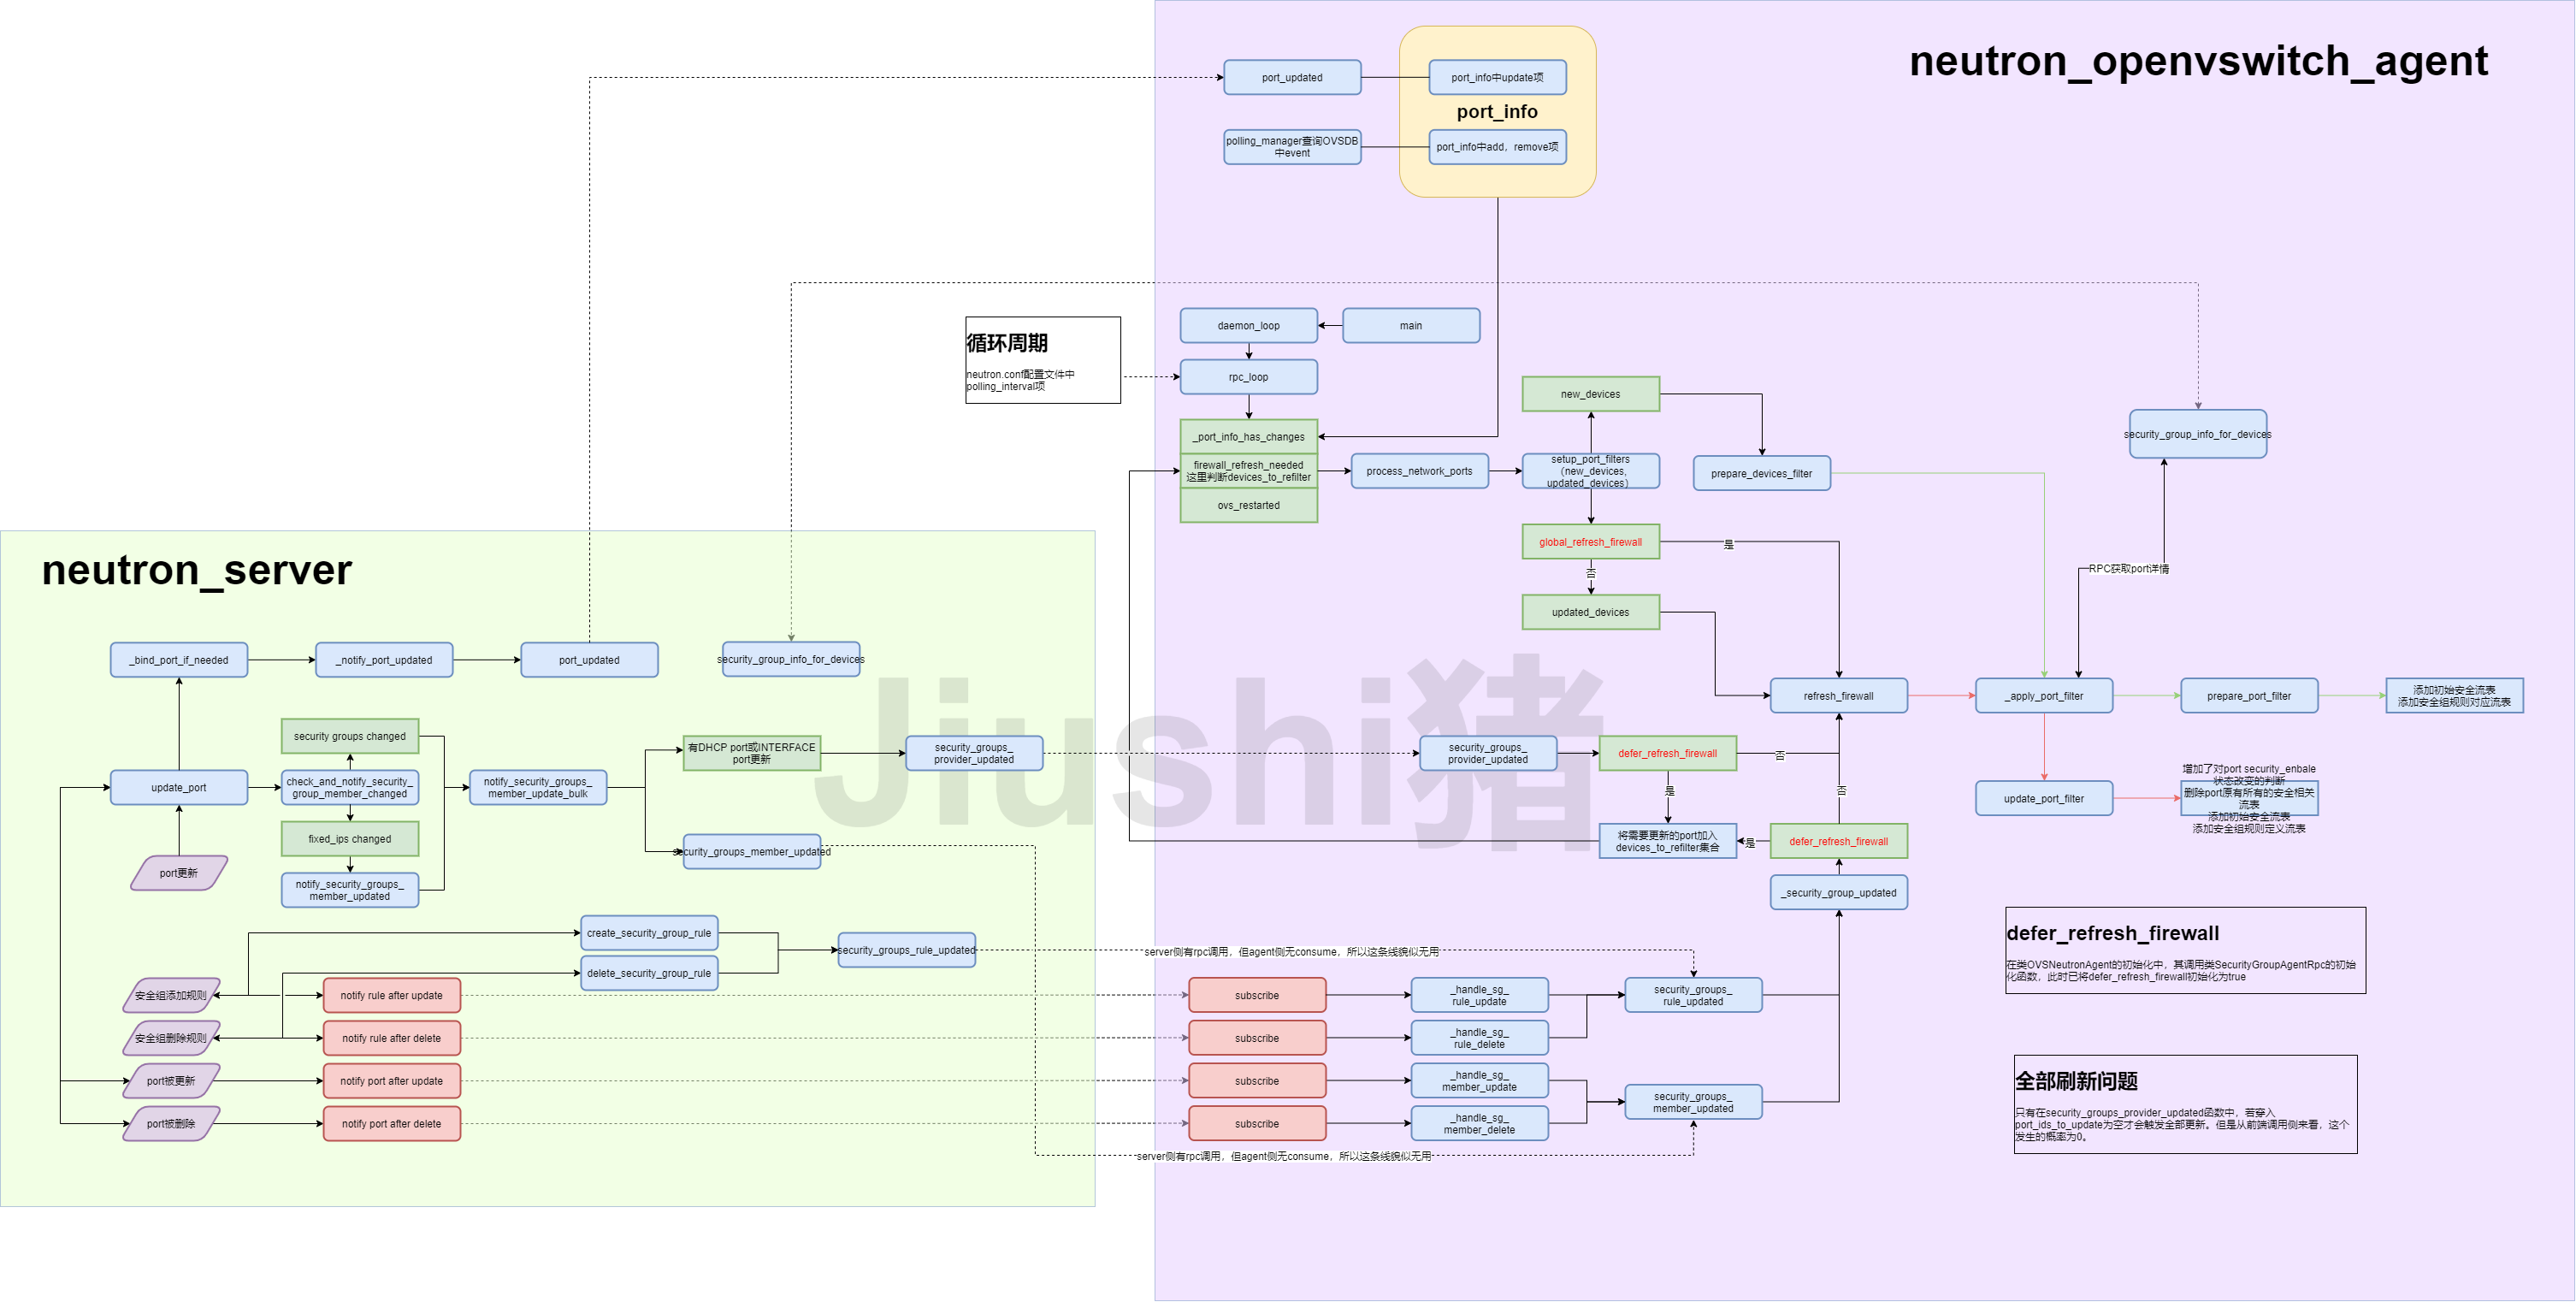 neutron_openvswitch_agent
port_updated
port_info中update项
port_info
polling_manager查询OVSDB
中event
port_info中add，remove项
循环周期
neutron.conf配置文件中
polling_interval项
daemon_loop
main
rpc_loop
_port_info_has_changes
firewall_refresh_needed
这里判断devices_to_refilter
ovs_restarted
process_network_ports
new_devices
setup_port_filters
（new_devices,
updated_devices）
prepare_devices_filter
global_refresh_firewall
是
否
updated_devices
security_group_info_for_devices
RPC获取port详情
refresh_firewall
_apply_port_filter
prepare_port_filter
添加初始安全流表
添加安全组规则对应流表
update_port_filter
增加了对port security_enbale
状态改变的判断
删除port原有所有的安全相关
流表
添加初始安全流表
添加安全组规则定义流表
neutron_server
_bind_port_if_needed
_notify_port_updated
port_updated
security_group_info_for_devices
security groups changed
update_port
check_and_notify_security_
group_member_changed
notify_security_groups_
member_update_bulk
fixed_ips changed
port更新
notify_security_groups_
member_updated
有DHCP port或INTERFACE
port更新
security_groups_
provider_updated
security_groups_member_updated
Jiushi猪
security_groups_
provider_updated
defer_refresh_firewall
否
是
将需要更新的port加入
devices_to_refilter集合
是
defer_refresh_firewall
否
_security_group_updated
create_security_group_rule
delete_security_group_rule
security_groups_rule_updated
server侧有rpc调用，但agent侧无consume，所以这条线貌似无用
安全组添加规则
notify rule after update
subscribe
_handle_sg_
rule_update
security_groups_
rule_updated
安全组删除规则
notify rule after delete
subscribe
_handle_sg_
rule_delete
port被更新
notify port after update
subscribe
_handle_sg_
member_update
security_groups_
member_updated
port被删除
notify port after delete
subscribe
_handle_sg_
member_delete
server侧有rpc调用，但agent侧无consume，所以这条线貌似无用
defer_refresh_firewall
在类OVSNeutronAgent的初始化中，其调用类SecurityGroupAgentRpc的初始
化函数，此时已将defer_refresh_firewall初始化为true
全部刷新问题
只有在security_groups_provider_updated函数中，若穿入
port_ids_to_update为空才会触发全部更新。但是从前端调用侧来看，这个
发生的概率为0。